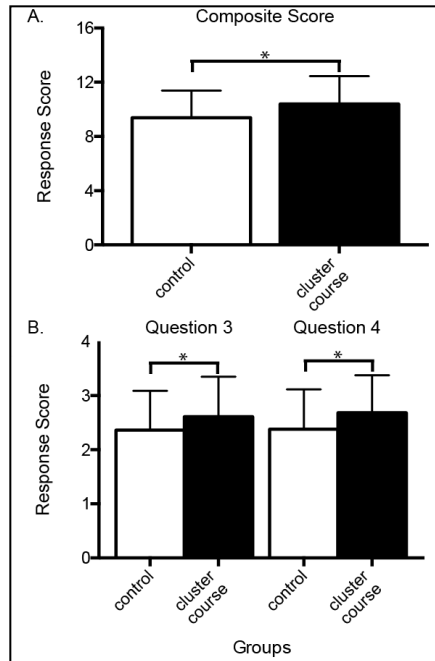 A. Composite Score
Response Score
16
12
8
4
0
*
control
cluster
course
B. Question 3 Question 4
Response Score
4
3
2
1
0
* *
control
cluster
course
control
cluster
course
Groups